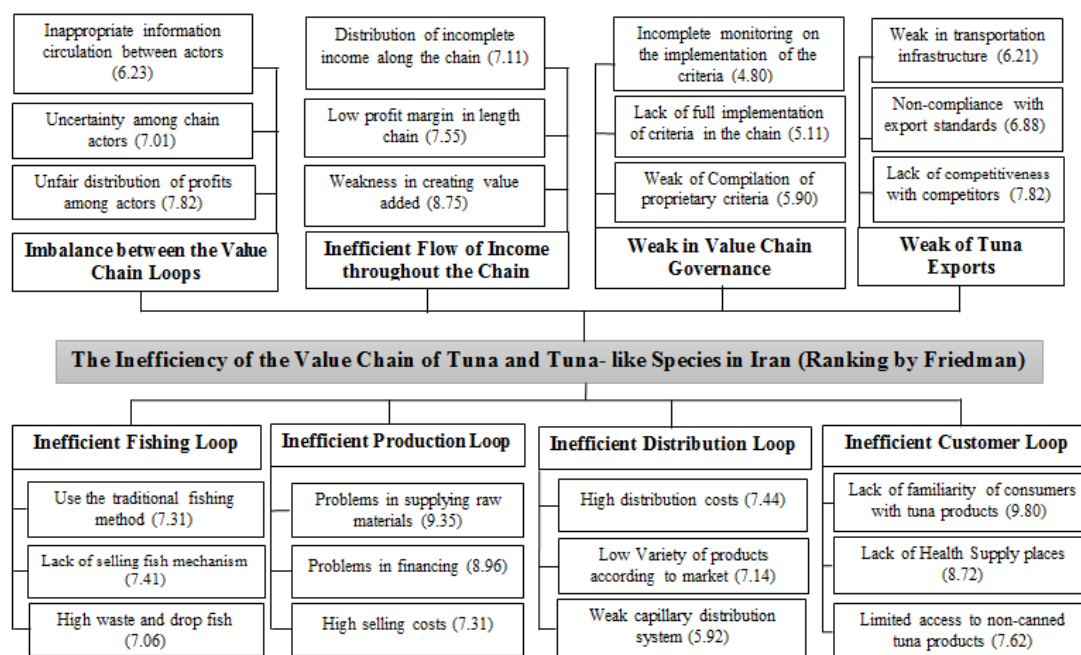 Inappropriate information
circulation between actors
(6.23)
Uncertainty among chain
actors (7.01)
Unfair distribution of profits
among actors (7.82)
Imbalance between the Value
Chain Loops
Distribution of incomplete
income along the chain (7.11)
Low profit margin in length
chain (7.55)
Weakness in creating value
added (8.75)
Inefficient Flow of Income
throughout the Chain
Incomplete monitoring on
the implementation of the
criteria (4.80)
Lack of full implementation
of criteria in the chain (5.11)
Weak of Compilation of
proprietary criteria (5.90)
Weak in Value Chain
Governance
Weak in transportation
infrastructure (6.21)
Non-compliance with
export standards (6.88)
Lack of competitiveness
with competitors (7.82)
Weak of Tuna
Exports
The Inefficiency of the Value Chain of Tuna and Tuna- like Species in Iran (Ranking by Friedman)
Inefficient Fishing Loop
Use the traditional fishing
method (7.31)
Lack of selling fish mechanism
(7.41)
High waste and drop fish
(7.06)
Inefficient Production Loop
Problems in supplying raw
materials (9.35)
Problems in financing (8.96)
High selling costs (7.31)
Inefficient Distribution Loop
High distribution costs (7.44)
Low Variety of products
according to market (7.14)
Weak capillary distribution
system (5.92)
Inefficient Customer Loop
Lack of familiarity of consumers
with tuna products (9.80)
Lack of Health Supply places
(8.72)
Limited access to non-canned
tuna products (7.62)